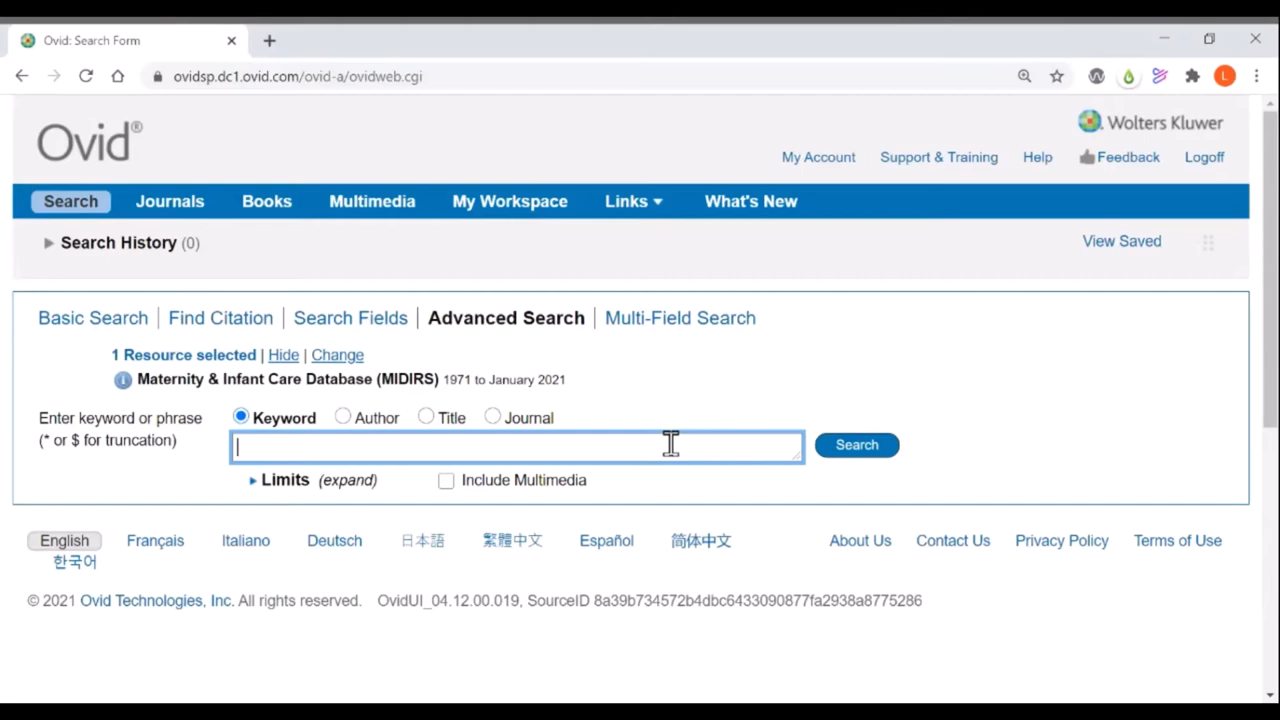 Ovid: Search Form
ovidsp.dc1.ovid.com/ovid-a/ovidweb.cgi
L
Ovid®
Wolters Kluwer
My Account Support & Training Help Feedback Logoff
Search Journals Books Multimedia My Workspace Links What's New
Search History (0) View Saved
Basic Search | Find Citation | Search Fields | Advanced Search | Multi-Field Search
1 Resource selected | Hide | Change
Maternity & Infant Care Database (MIDIRS) 1971 to January 2021
Enter keyword or phrase Keyword Author Title Journal
(* or $ for truncation)
Search
Limits (expand) Include Multimedia
English Français Italiano Deutsch 日本語 繁體中文 Español 简体中文 About Us Contact Us Privacy Policy Terms of Use
한국어
© 2021 Ovid Technologies, Inc. All rights reserved. OvidUI_04.12.00.019, SourceID 8a39b734572b4dbc6433090877fa2938a8775286